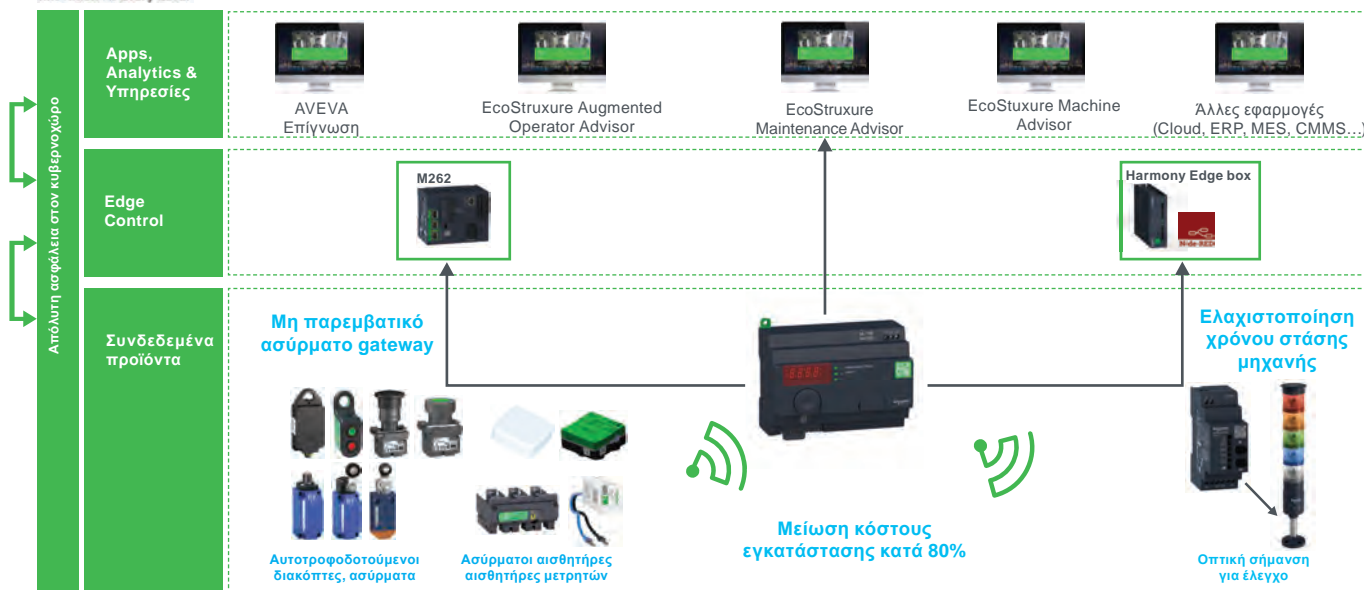 Απόλυτη ασφάλεια στον κυβερνοχώρο
Apps,
Analytics &
Υπηρεσίες
AVEVA
Επίγνωση
EcoStruxure Augmented
Operator Advisor
EcoStruxure
Maintenance Advisor
EcoStuxure Machine
Advisor
Άλλες εφαρμογές
(Cloud, ERP, MES, CMMS…)
Edge
Control
M262
Harmony Edge box
Node-RED
Συνδεδεμένα
προϊόντα
Μη παρεμβατικό
ασύρματο gateway
Ελαχιστοποίηση
χρόνου στάσης
μηχανής
Μείωση κόστους
εγκατάστασης κατά 80%
Αυτοτροφοδοτούμενοι
διακόπτες, ασύρματα
Ασύρματοι αισθητήρες
αισθητήρες μετρητών
Οπτική σήμανση
για έλεγχο